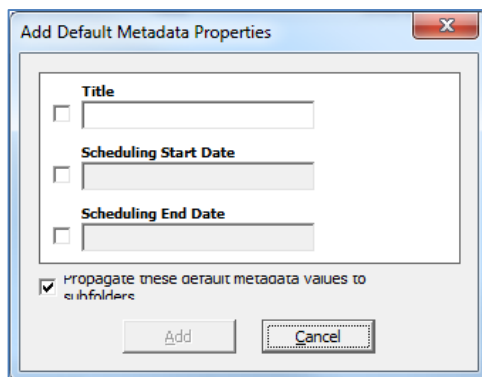 Add Default Metadata Properties
Title
Scheduling Start Date
Scheduling End Date
Propagate these default metadata values to
subfolders
Add
Cancel